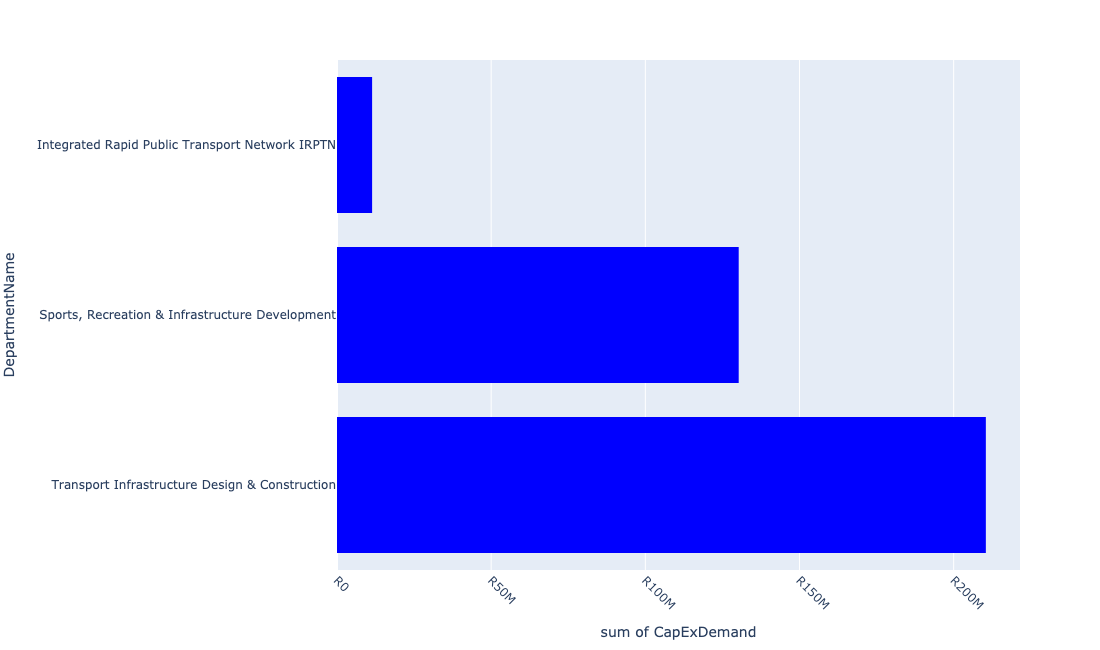 Integrated Rapid Public Transport Network IRPTN
Sports, Recreation & Infrastructure Development
Transport Infrastructure Design & Construction
DepartmentName
R0
R50M
R100M
R150M
R200M
sum of CapExDemand